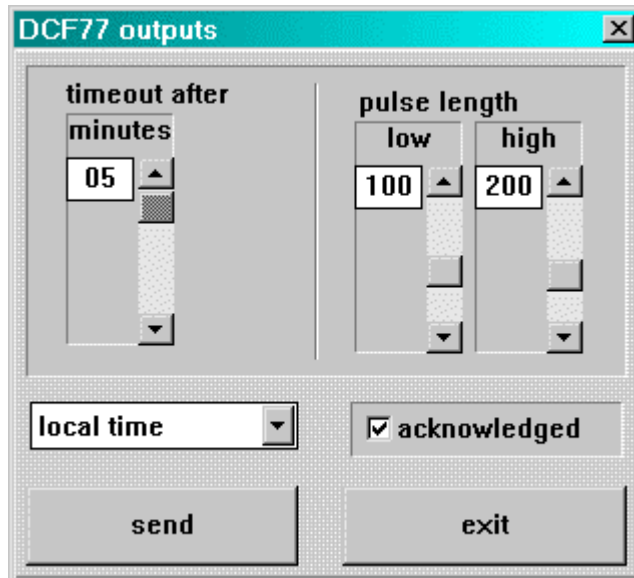 DCF77 outputs
timeout after
minutes
05
pulse length
low high
100 200
local time
acknowledged
send
exit